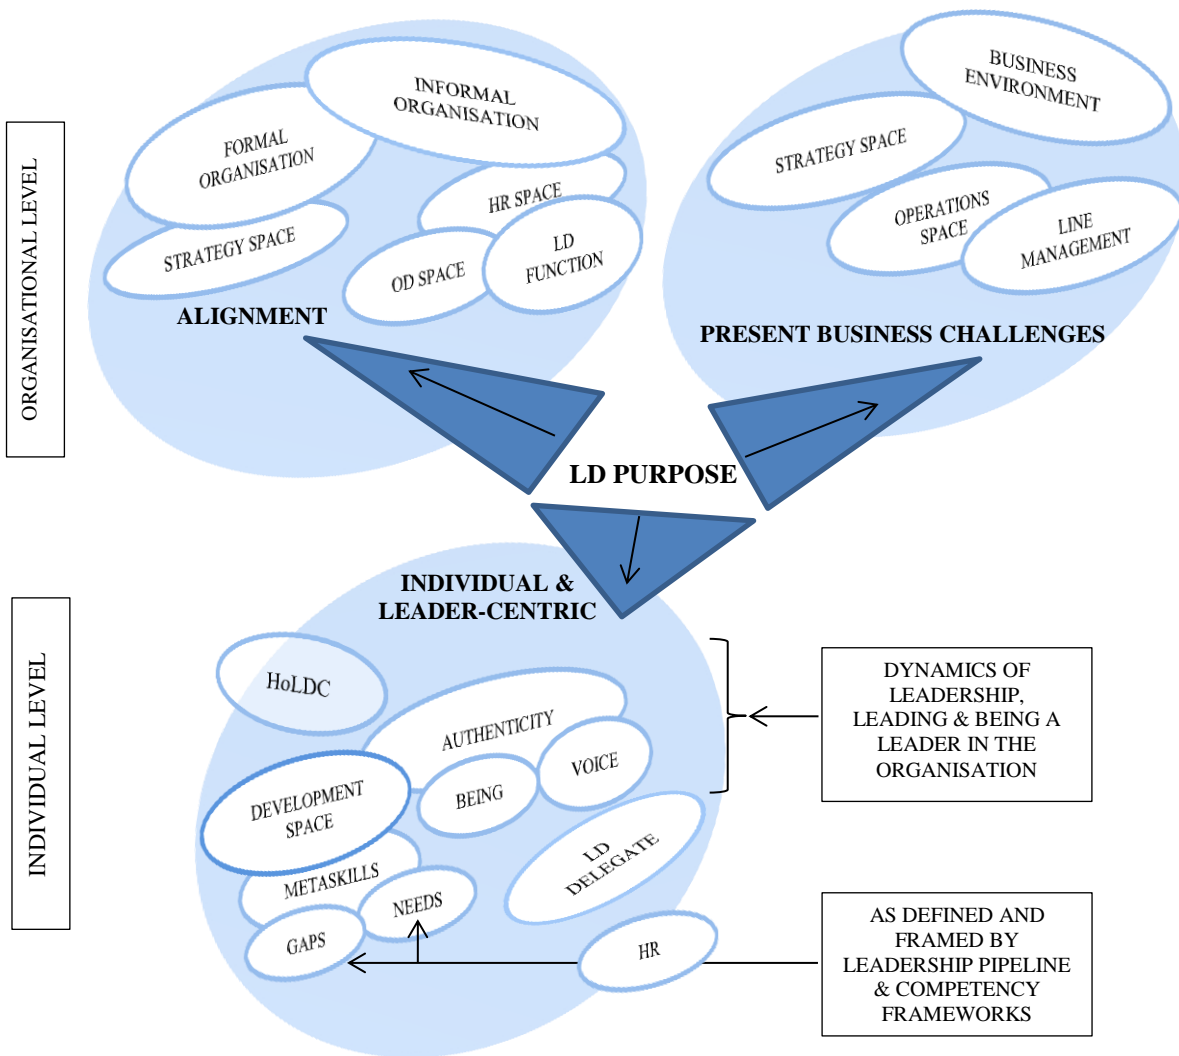 ORGANISATIONAL LEVEL
INFORMAL
ORGANISATION
FORMAL
ORGANISATION
HR SPACE
STRATEGY SPACE
OD SPACE
LD
FUNCTION
ALIGNMENT
BUSINESS
ENVIRONMENT
STRATEGY SPACE
OPERATIONS
SPACE
LINE
MANAGEMENT
PRESENT BUSINESS CHALLENGES
LD PURPOSE
INDIVIDUAL LEVEL
INDIVIDUAL &
LEADER-CENTRIC
HoLDC
AUTHENTICITY
VOICE
BEING
DEVELOPMENT
SPACE
METASKILLS
NEEDS
GAPS
LD
DELEGATE
HR
DYNAMICS OF
LEADERSHIP,
LEADING & BEING A
LEADER IN THE
ORGANISATION
AS DEFINED AND
FRAMED BY
LEADERSHIP PIPELINE
& COMPETENCY
FRAMEWORKS